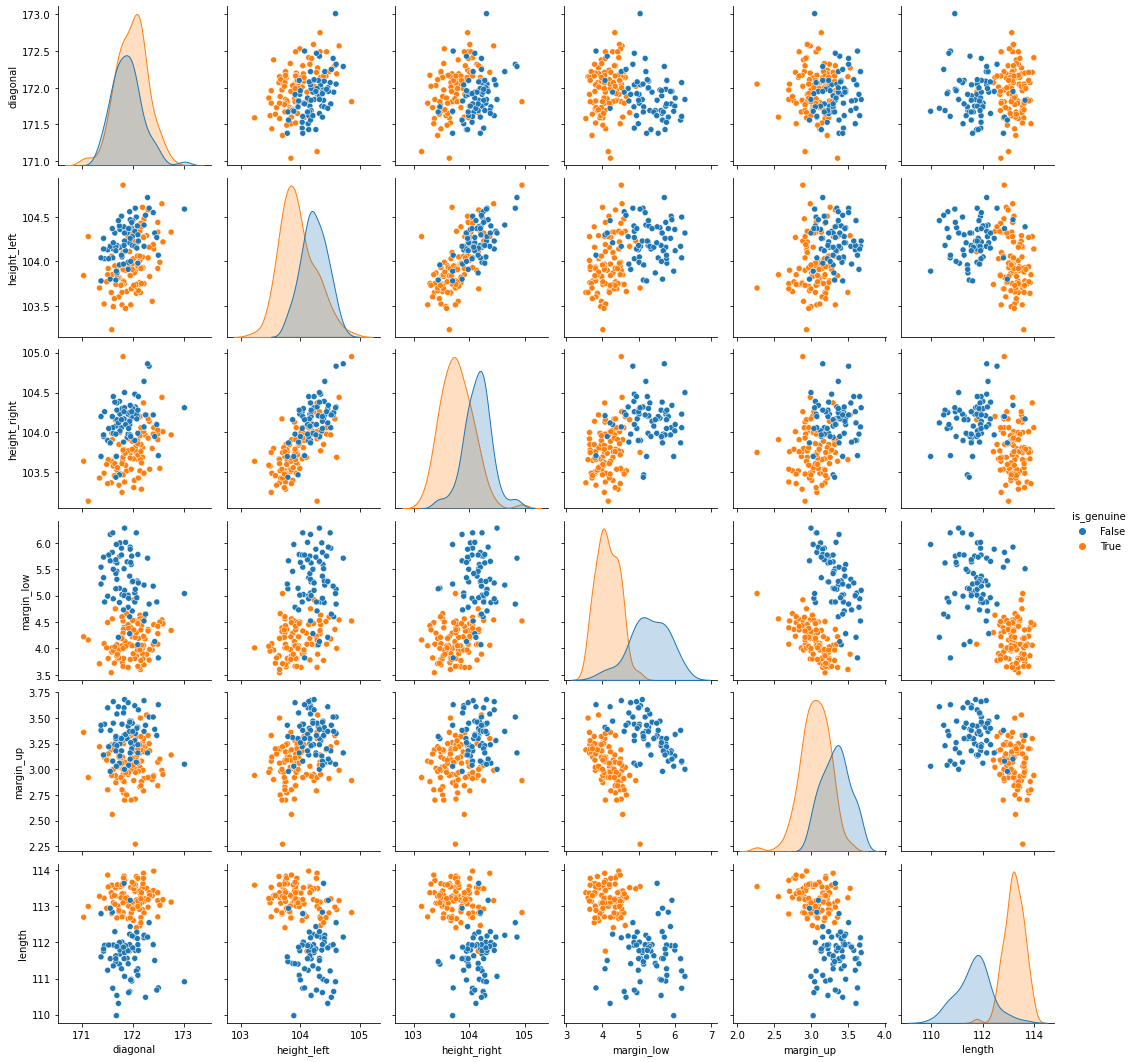 173.0
172.5
172.0
171.5
171.0
diagonal
104.5
104.0
103.5
height_left
105.0
104.5
104.0
103.5
height_right
6.0
5.5
5.0
4.5
4.0
3.5
margin_low
is_genuine
False
True
3.75
3.50
3.25
3.00
2.75
2.50
2.25
margin_up
114
113
112
111
110
length
171 172 173
103 104 105
103 104 105
3 4 5 6 7
2.0 2.5 3.0 3.5 4.0
110 112 114
diagonal
height_left
height_right
margin_low
margin_up
length